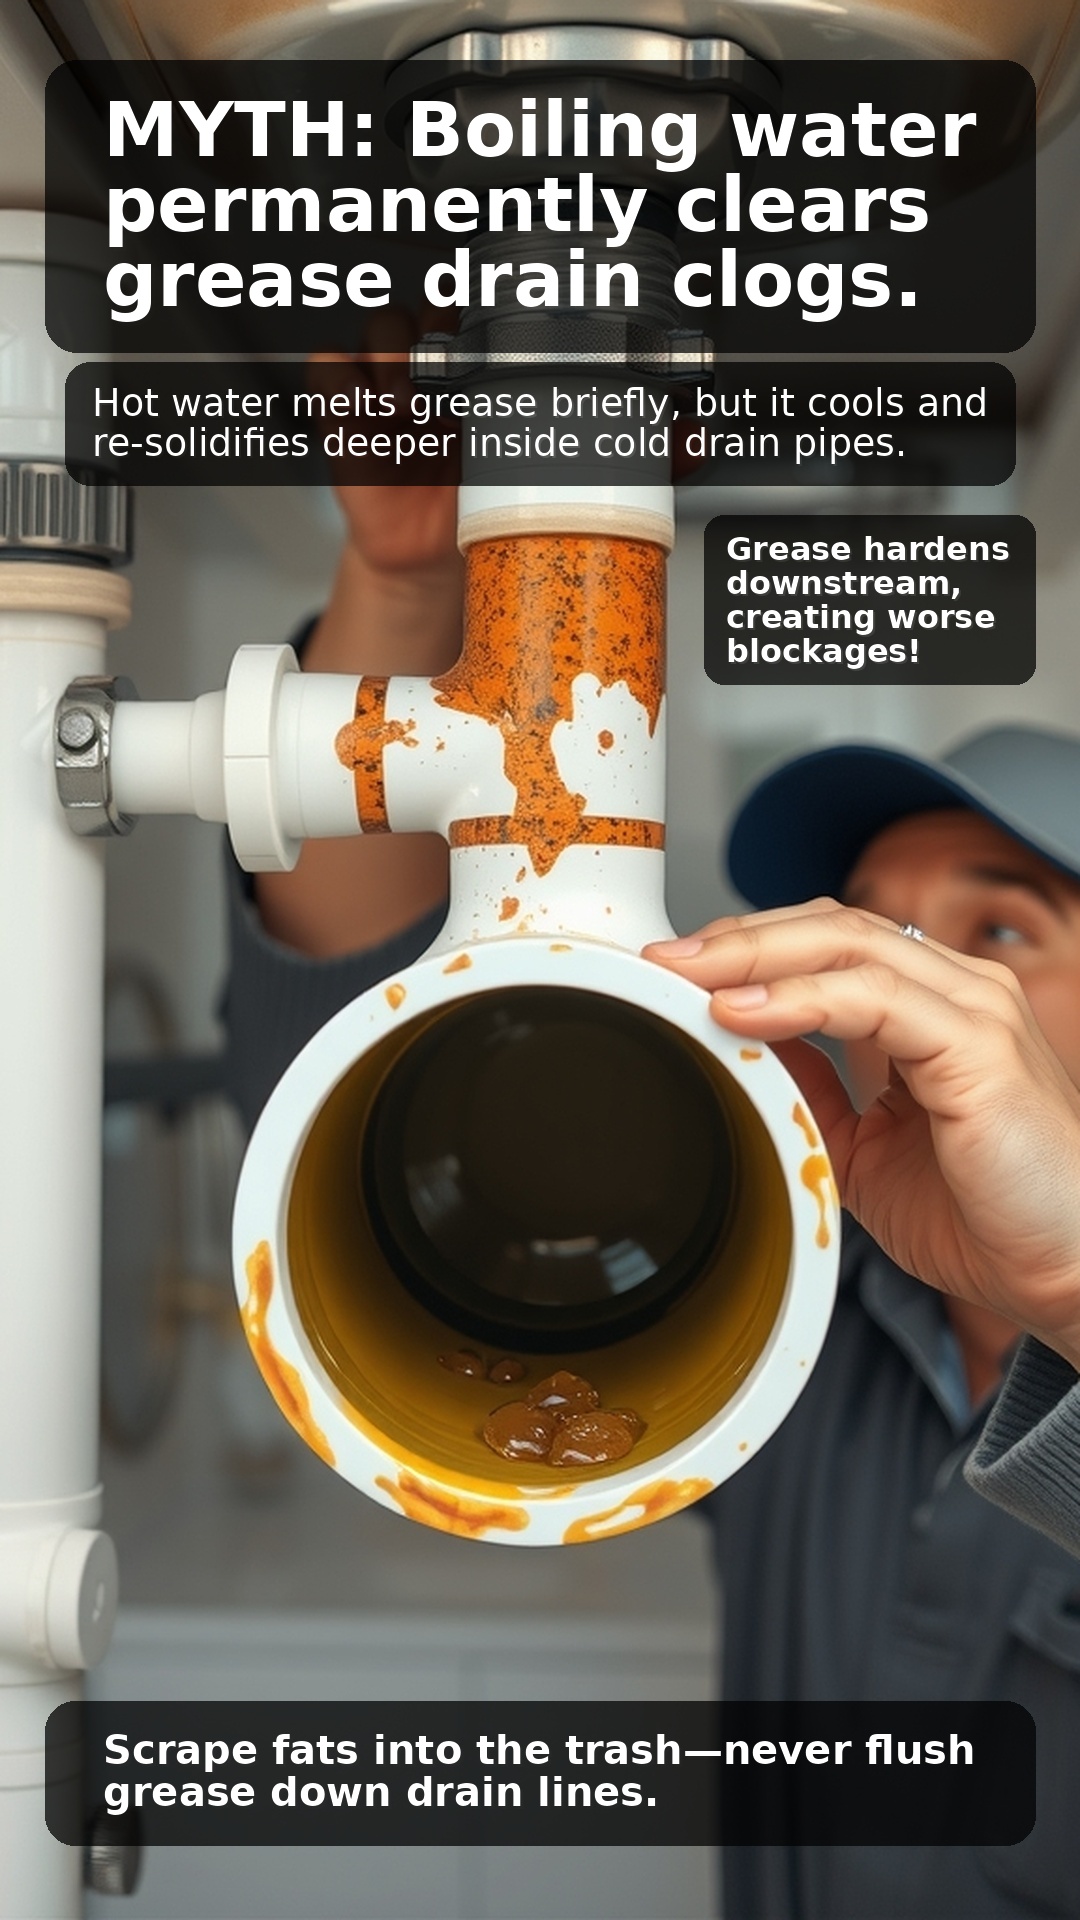 MYTH: Boiling water
permanently clears
grease drain clogs.
Hot water melts grease briefly, but it cools and
re-solidifies deeper inside cold drain pipes.
Grease hardens
downstream,
creating worse
blockages!
Scrape fats into the trash—never flush
grease down drain lines.